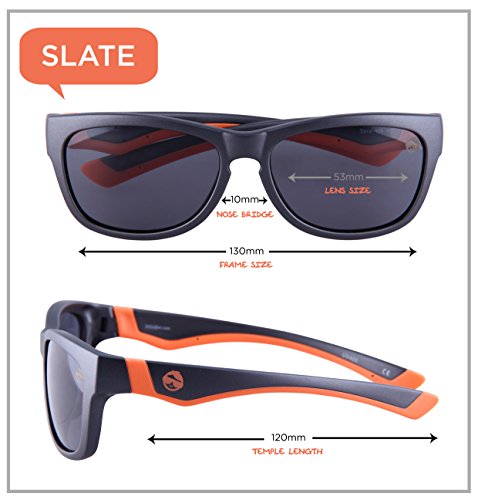 SLATE
53mm
LENS SIZE
10mm
NOSE BRIDGE
130mm
FRAME SIZE
120mm
TEMPLE LENGTH